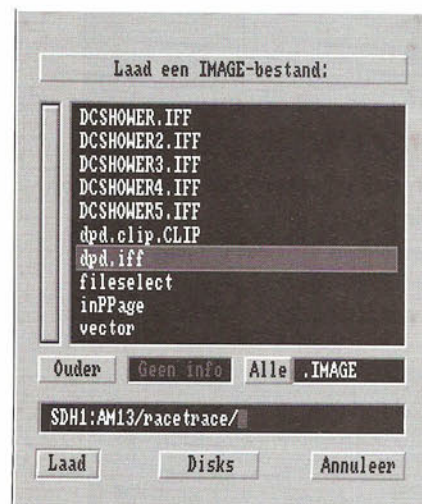 Laad een IMAGE-bestand:
DCSHOWER.IFF
DCSHOWER2.IFF
DCSHOWER3.IFF
DCSHOWER4.IFF
DCSHOWER5.IFF
dpd.clip.CLIP
dpd.iff
fileselect
inPPage
vector
Ouder Geen info Alle .IMAGE
SDH1:AM13/racetrace/
Laad Disks Annuleer